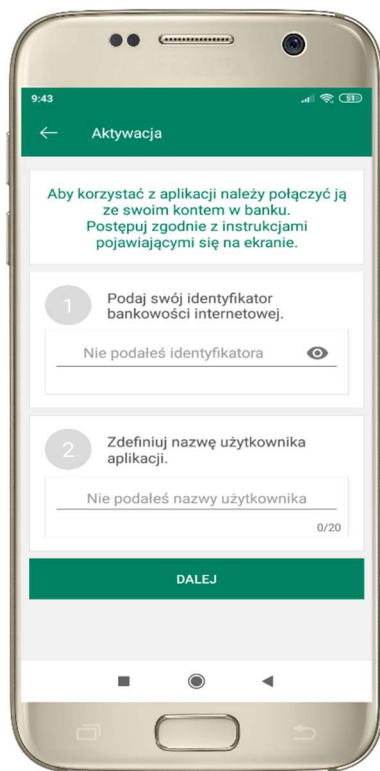 9:43
51
Aktywacja
Aby korzystać z aplikacji należy połączyć ją
ze swoim kontem w banku.
Postępuj zgodnie z instrukcjami
pojawiającymi się na ekranie.
1
Podaj swój identyfikator
bankowości internetowej.
Nie podałeś identyfikatora
2
Zdefiniuj nazwę użytkownika
aplikacji.
Nie podałeś nazwy użytkownika
0/20
DALEJ